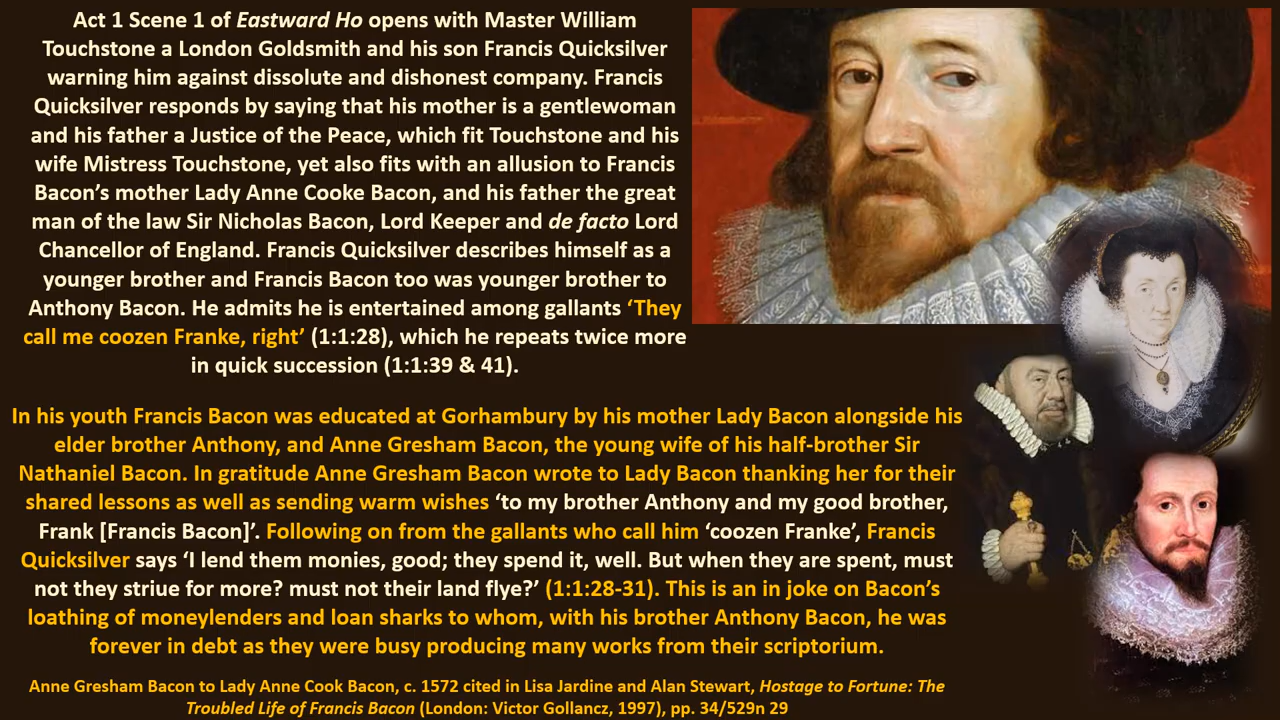 Act 1 Scene 1 of Eastward Ho opens with Master William
Touchstone a London Goldsmith and his son Francis Quicksilver
warning him against dissolute and dishonest company. Francis
Quicksilver responds by saying that his mother is a gentlewoman
and his father a Justice of the Peace, which fit Touchstone and his
wife Mistress Touchstone, yet also fits with an allusion to Francis
Bacon’s mother Lady Anne Cooke Bacon, and his father the great
man of the law Sir Nicholas Bacon, Lord Keeper and de facto Lord
Chancellor of England. Francis Quicksilver describes himself as a
younger brother and Francis Bacon too was younger brother to
Anthony Bacon. He admits he is entertained among gallants ‘They
call me coozen Franke, right’ (1:1:28), which he repeats twice more
in quick succession (1:1:39 & 41).
In his youth Francis Bacon was educated at Gorhambury by his mother Lady Bacon alongside his
elder brother Anthony, and Anne Gresham Bacon, the young wife of his half-brother Sir
Nathaniel Bacon. In gratitude Anne Gresham Bacon wrote to Lady Bacon thanking her for their
shared lessons as well as sending warm wishes ‘to my brother Anthony and my good brother,
Frank [Francis Bacon]’. Following on from the gallants who call him ‘coozen Franke’, Francis
Quicksilver says ‘I lend them monies, good; they spend it, well. But when they are spent, must
not they striue for more? must not their land flye?’ (1:1:28-31). This is an in joke on Bacon’s
loathing of moneylenders and loan sharks to whom, with his brother Anthony Bacon, he was
forever in debt as they were busy producing many works from their scriptorium.
Anne Gresham Bacon to Lady Anne Cook Bacon, c. 1572 cited in Lisa Jardine and Alan Stewart, Hostage to Fortune: The
Troubled Life of Francis Bacon (London: Victor Gollancz, 1997), pp. 34/529n 29